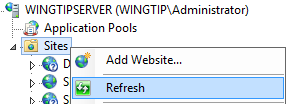 WINGTIPSERVER (WINGTIP\Administrator)
Application Pools
Sites
Add Website...
D
Refresh
S